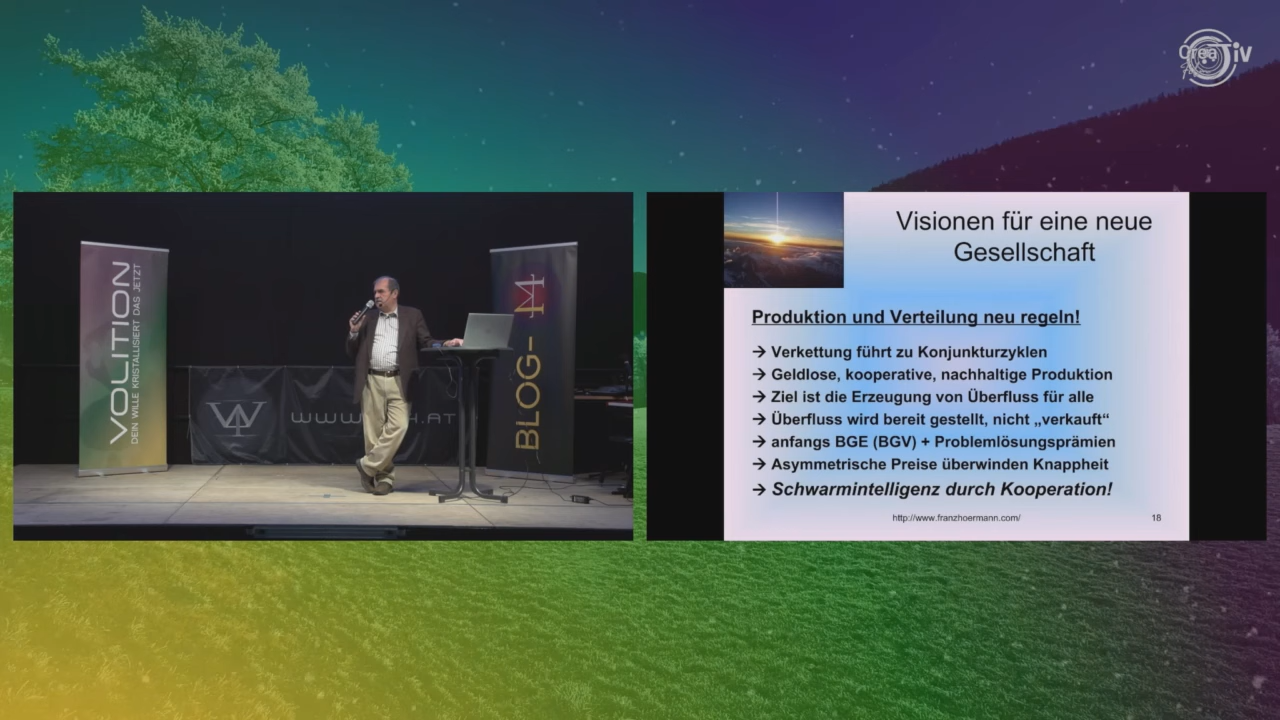 Crea
Tiv
VOLITION
DEIN WILLE KRISTALLISIERT DAS JETZT
BLOG-
Visionen für eine neue
Gesellschaft
Produktion und Verteilung neu regeln!
→ Verkettung führt zu Konjunkturzyklen
→ Geldlose, kooperative, nachhaltige Produktion
→ Ziel ist die Erzeugung von Überfluss für alle
→ Überfluss wird bereit gestellt, nicht „verkauft“
→ anfangs BGE (BGV) + Problemlösungsprämien
→ Asymmetrische Preise überwinden Knappheit
→ Schwarmintelligenz durch Kooperation!
http://www.franzhoermann.com/
18